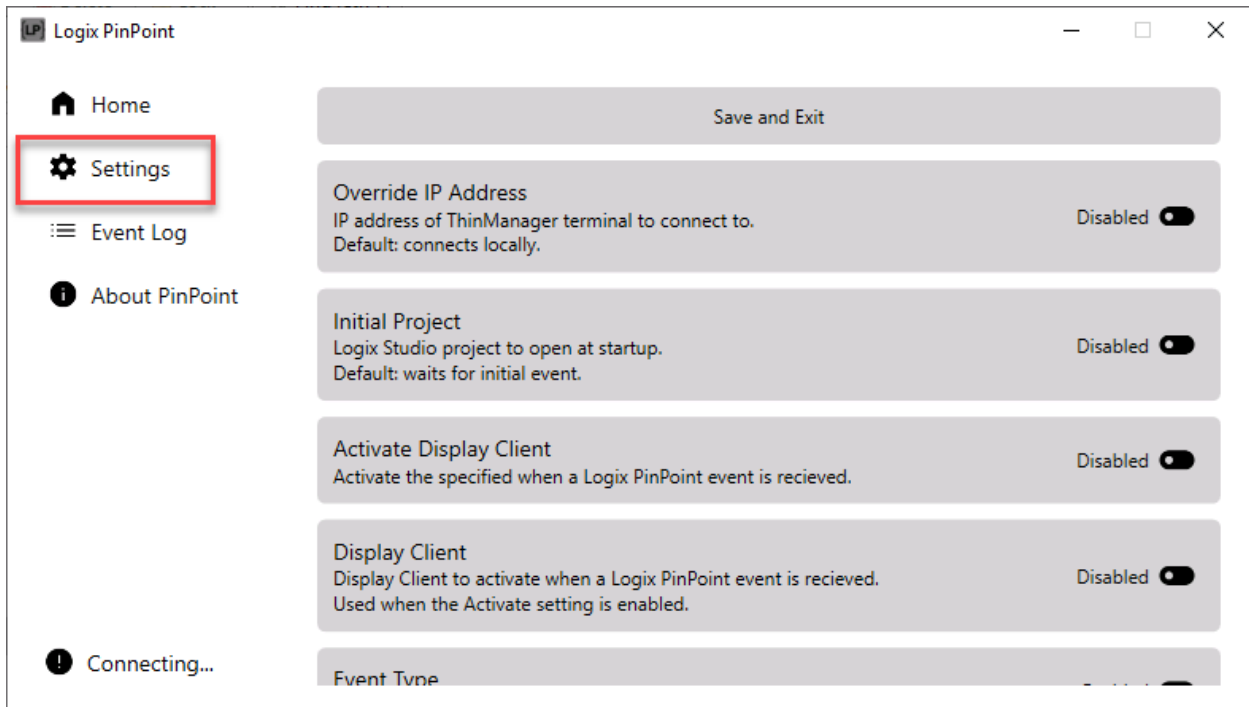 LP Logix PinPoint
Home
Settings
Event Log
About PinPoint
Connecting...
Save and Exit
Override IP Address
IP address of ThinManager terminal to connect to.
Default: connects locally.
Disabled
Initial Project
Logix Studio project to open at startup.
Default: waits for initial event.
Disabled
Activate Display Client
Activate the specified when a Logix PinPoint event is recieved.
Disabled
Display Client
Display Client to activate when a Logix PinPoint event is recieved.
Used when the Activate setting is enabled.
Disabled
Event Type